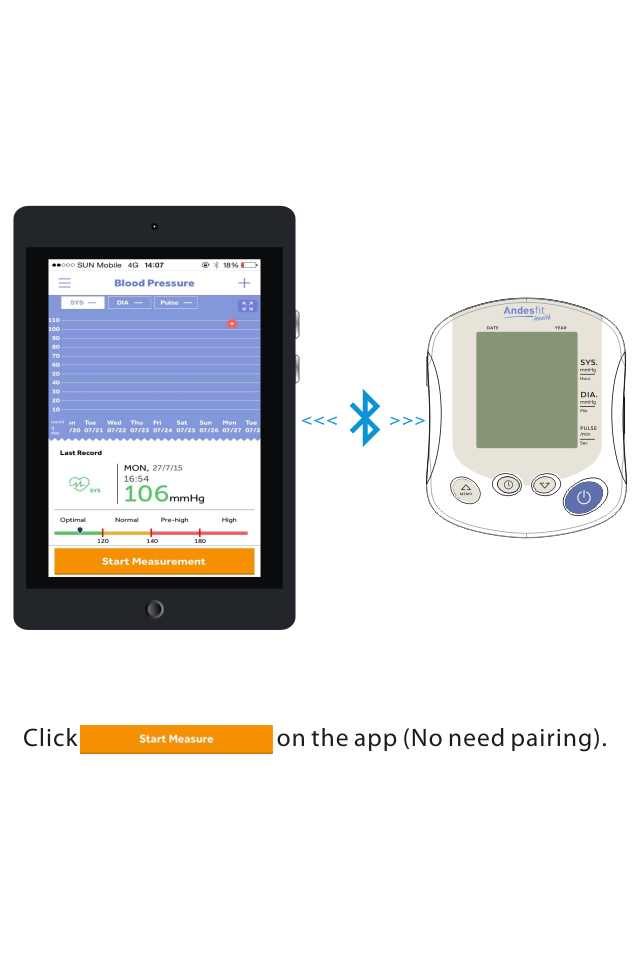 SUN Mobile 4G 14:07 18%
Blood Pressure
SYS — DIA — Pulse —
110
100
90
80
70
60
50
40
30
20
10
Tue Wed Thu Fri Sat Sun Mon Tue
/20 07/21 07/22 07/23 07/24 07/25 07/26 07/27 07/2
day
Last Record
MON, 27/7/15
16:54
SYS
106mmHg
Optimal Normal Pre-high High
120 140 180
Start Measurement
<<< >>>
Andesfit
Health
DATE YEAR
SYS.
mmHg
Hour
DIA.
mmHg
Min
PULSE
/min.
Sec
MEMO
Click Start Measure on the app (No need pairing).